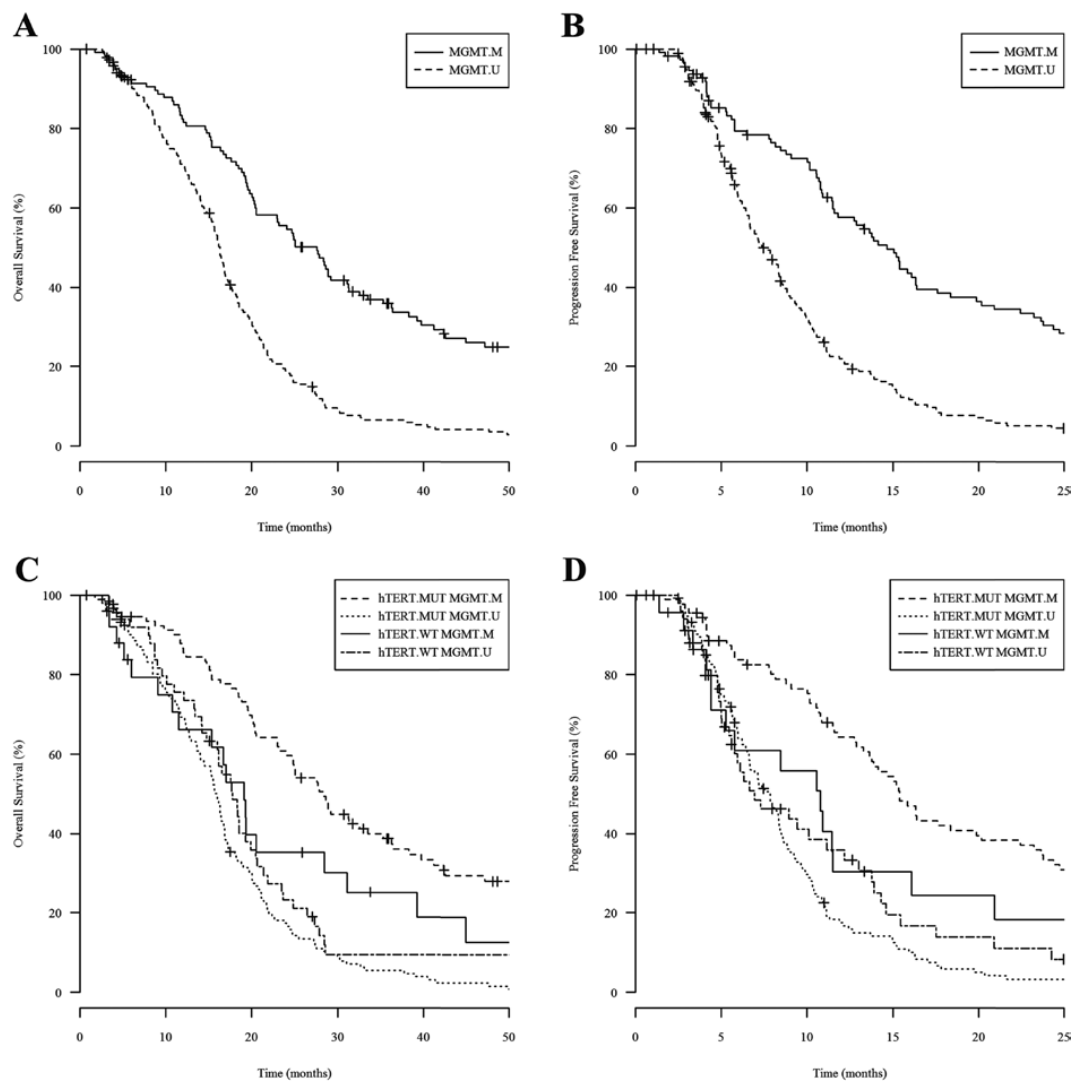 A
MGMT.M
MGMT.U
Overall Survival (%)
100
80
60
40
20
0
0 10 20 30 40 50
Time (months)
B
MGMT.M
MGMT.U
Progression Free Survival (%)
100
80
60
40
20
0
0 5 10 15 20 25
Time (months)
C
hTERT.MUT MGMT.M
hTERT.MUT MGMT.U
hTERT.WT MGMT.M
hTERT.WT MGMT.U
Overall Survival (%)
100
80
60
40
20
0
0 10 20 30 40 50
Time (months)
D
hTERT.MUT MGMT.M
hTERT.MUT MGMT.U
hTERT.WT MGMT.M
hTERT.WT MGMT.U
Progression Free Survival (%)
100
80
60
40
20
0
0 5 10 15 20 25
Time (months)